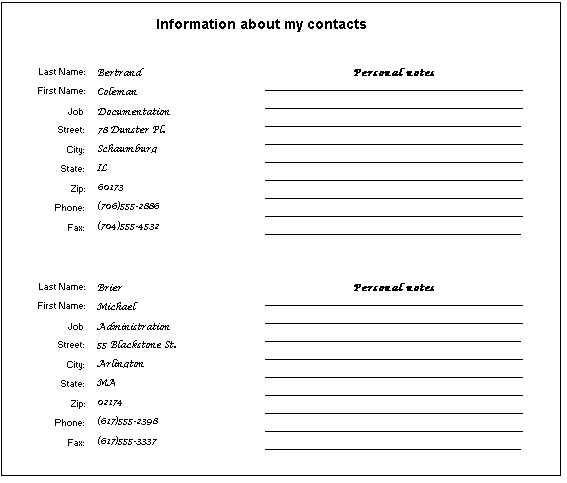 Information about my contacts
Last Name: Bertrand Personal notes
First Name: Coleman
Job: Documentation
Street: 78 Dunster Pl.
City: Schaumburg
State: IL
Zip: 60173
Phone: (706)555-2886
Fax: (704)555-4532
Last Name: Brier Personal notes
First Name: Michael
Job: Administration
Street: 55 Blackstone St.
City: Arlington
State: MA
Zip: 02174
Phone: (617)555-2398
Fax: (617)555-3337